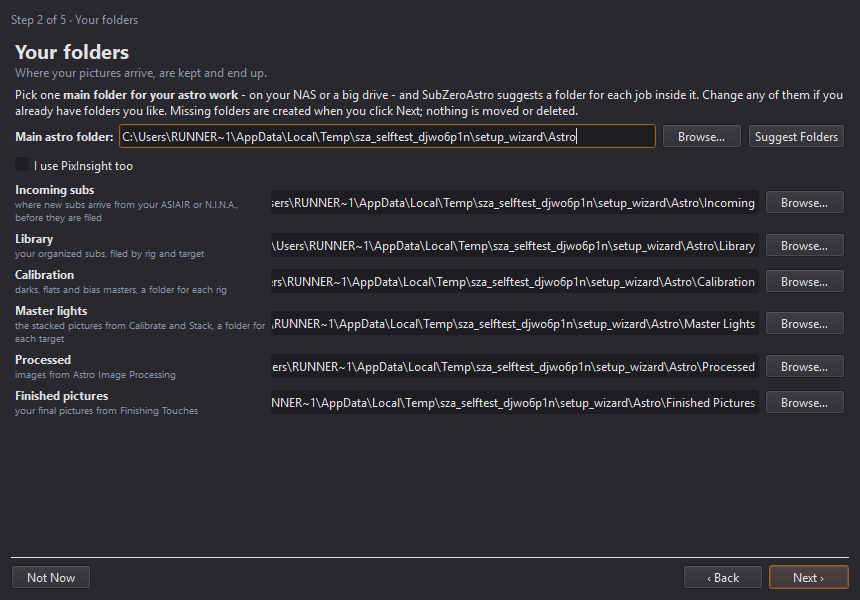 Step 2 of 5 · Your folders
Your folders
Where your pictures arrive, are kept and end up.
Pick one main folder for your astro work - on your NAS or a big drive - and SubZeroAstro suggests a folder for each job inside it. Change any of them if you
already have folders you like. Missing folders are created when you click Next; nothing is moved or deleted.
Main astro folder: C:\Users\RUNNER~1\AppData\Local\Temp\sza_selftest_djwo6p1n\setup_wizard\Astro Browse... Suggest Folders
I use PixInsight too
Incoming subs
where new subs arrive from your ASIAIR or N.I.N.A.,
before they are filed
sers\RUNNER~1\AppData\Local\Temp\sza_selftest_djwo6p1n\setup_wizard\Astro\Incoming Browse...
Library
your organized subs, filed by rig and target
\Users\RUNNER~1\AppData\Local\Temp\sza_selftest_djwo6p1n\setup_wizard\Astro\Library Browse...
Calibration
darks, flats and bias masters, a folder for each rig
rs\RUNNER~1\AppData\Local\Temp\sza_selftest_djwo6p1n\setup_wizard\Astro\Calibration Browse...
Master lights
the stacked pictures from Calibrate and Stack, a folder for
each target
\RUNNER~1\AppData\Local\Temp\sza_selftest_djwo6p1n\setup_wizard\Astro\Master Lights Browse...
Processed
images from Astro Image Processing
ers\RUNNER~1\AppData\Local\Temp\sza_selftest_djwo6p1n\setup_wizard\Astro\Processed Browse...
Finished pictures
your final pictures from Finishing Touches
NNER~1\AppData\Local\Temp\sza_selftest_djwo6p1n\setup_wizard\Astro\Finished Pictures Browse...
Not Now ‹ Back Next ›